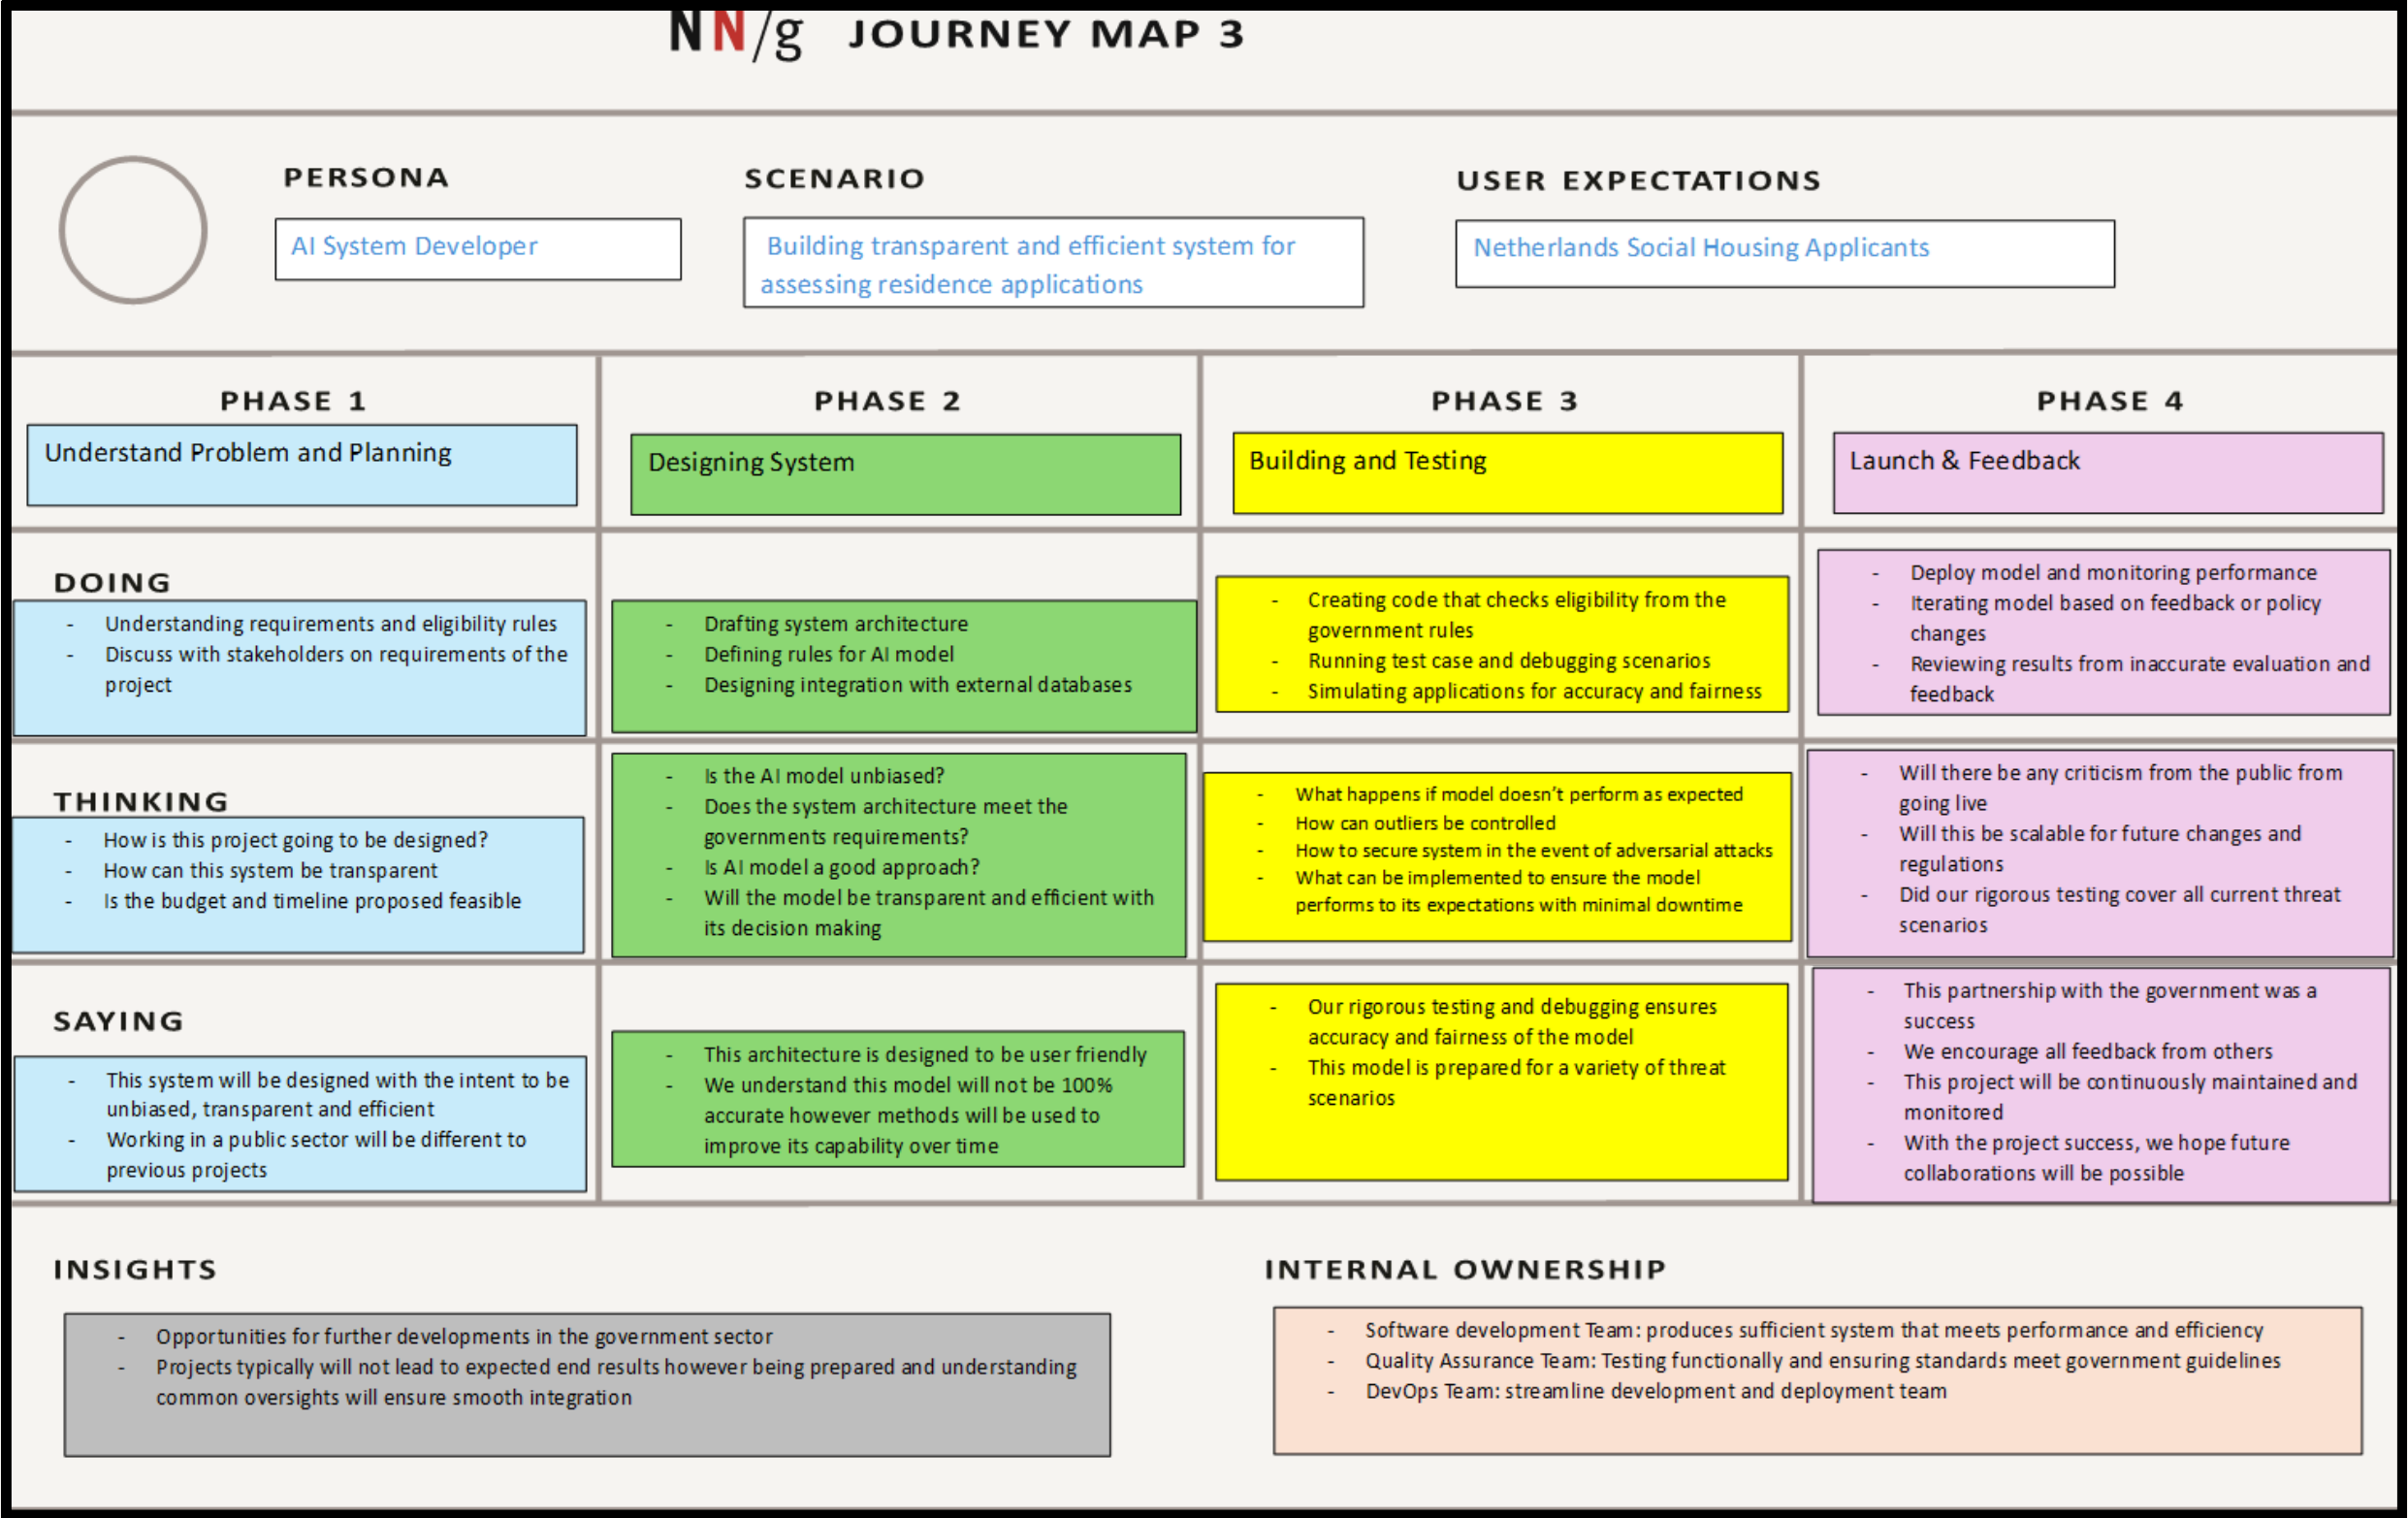 NN/g JOURNEY MAP 3
PERSONA
AI System Developer
SCENARIO
Building transparent and efficient system for
assessing residence applications
USER EXPECTATIONS
Netherlands Social Housing Applicants
PHASE 1
Understand Problem and Planning
PHASE 2
Designing System
PHASE 3
Building and Testing
PHASE 4
Launch & Feedback
DOING
- Understanding requirements and eligibility rules
- Discuss with stakeholders on requirements of the
project
- Drafting system architecture
- Defining rules for AI model
- Designing integration with external databases
- Creating code that checks eligibility from the
government rules
- Running test case and debugging scenarios
- Simulating applications for accuracy and fairness
- Deploy model and monitoring performance
- Iterating model based on feedback or policy
changes
- Reviewing results from inaccurate evaluation and
feedback
THINKING
- How is this project going to be designed?
- How can this system be transparent
- Is the budget and timeline proposed feasible
- Is the AI model unbiased?
- Does the system architecture meet the
governments requirements?
- Is AI model a good approach?
- Will the model be transparent and efficient with
its decision making
- What happens if model doesn't perform as expected
- How can outliers be controlled
- How to secure system in the event of adversarial attacks
- What can be implemented to ensure the model
performs to its expectations with minimal downtime
- Will there be any criticism from the public from
going live
- Will this be scalable for future changes and
regulations
- Did our rigorous testing cover all current threat
scenarios
SAYING
- This system will be designed with the intent to be
unbiased, transparent and efficient
- Working in a public sector will be different to
previous projects
- This architecture is designed to be user friendly
- We understand this model will not be 100%
accurate however methods will be used to
improve its capability over time
- Our rigorous testing and debugging ensures
accuracy and fairness of the model
- This model is prepared for a variety of threat
scenarios
- This partnership with the government was a
success
- We encourage all feedback from others
- This project will be continuously maintained and
monitored
- With the project success, we hope future
collaborations will be possible
INSIGHTS
- Opportunities for further developments in the government sector
- Projects typically will not lead to expected end results however being prepared and understanding
common oversights will ensure smooth integration
INTERNAL OWNERSHIP
- Software development Team: produces sufficient system that meets performance and efficiency
- Quality Assurance Team: Testing functionally and ensuring standards meet government guidelines
- DevOps Team: streamline development and deployment team